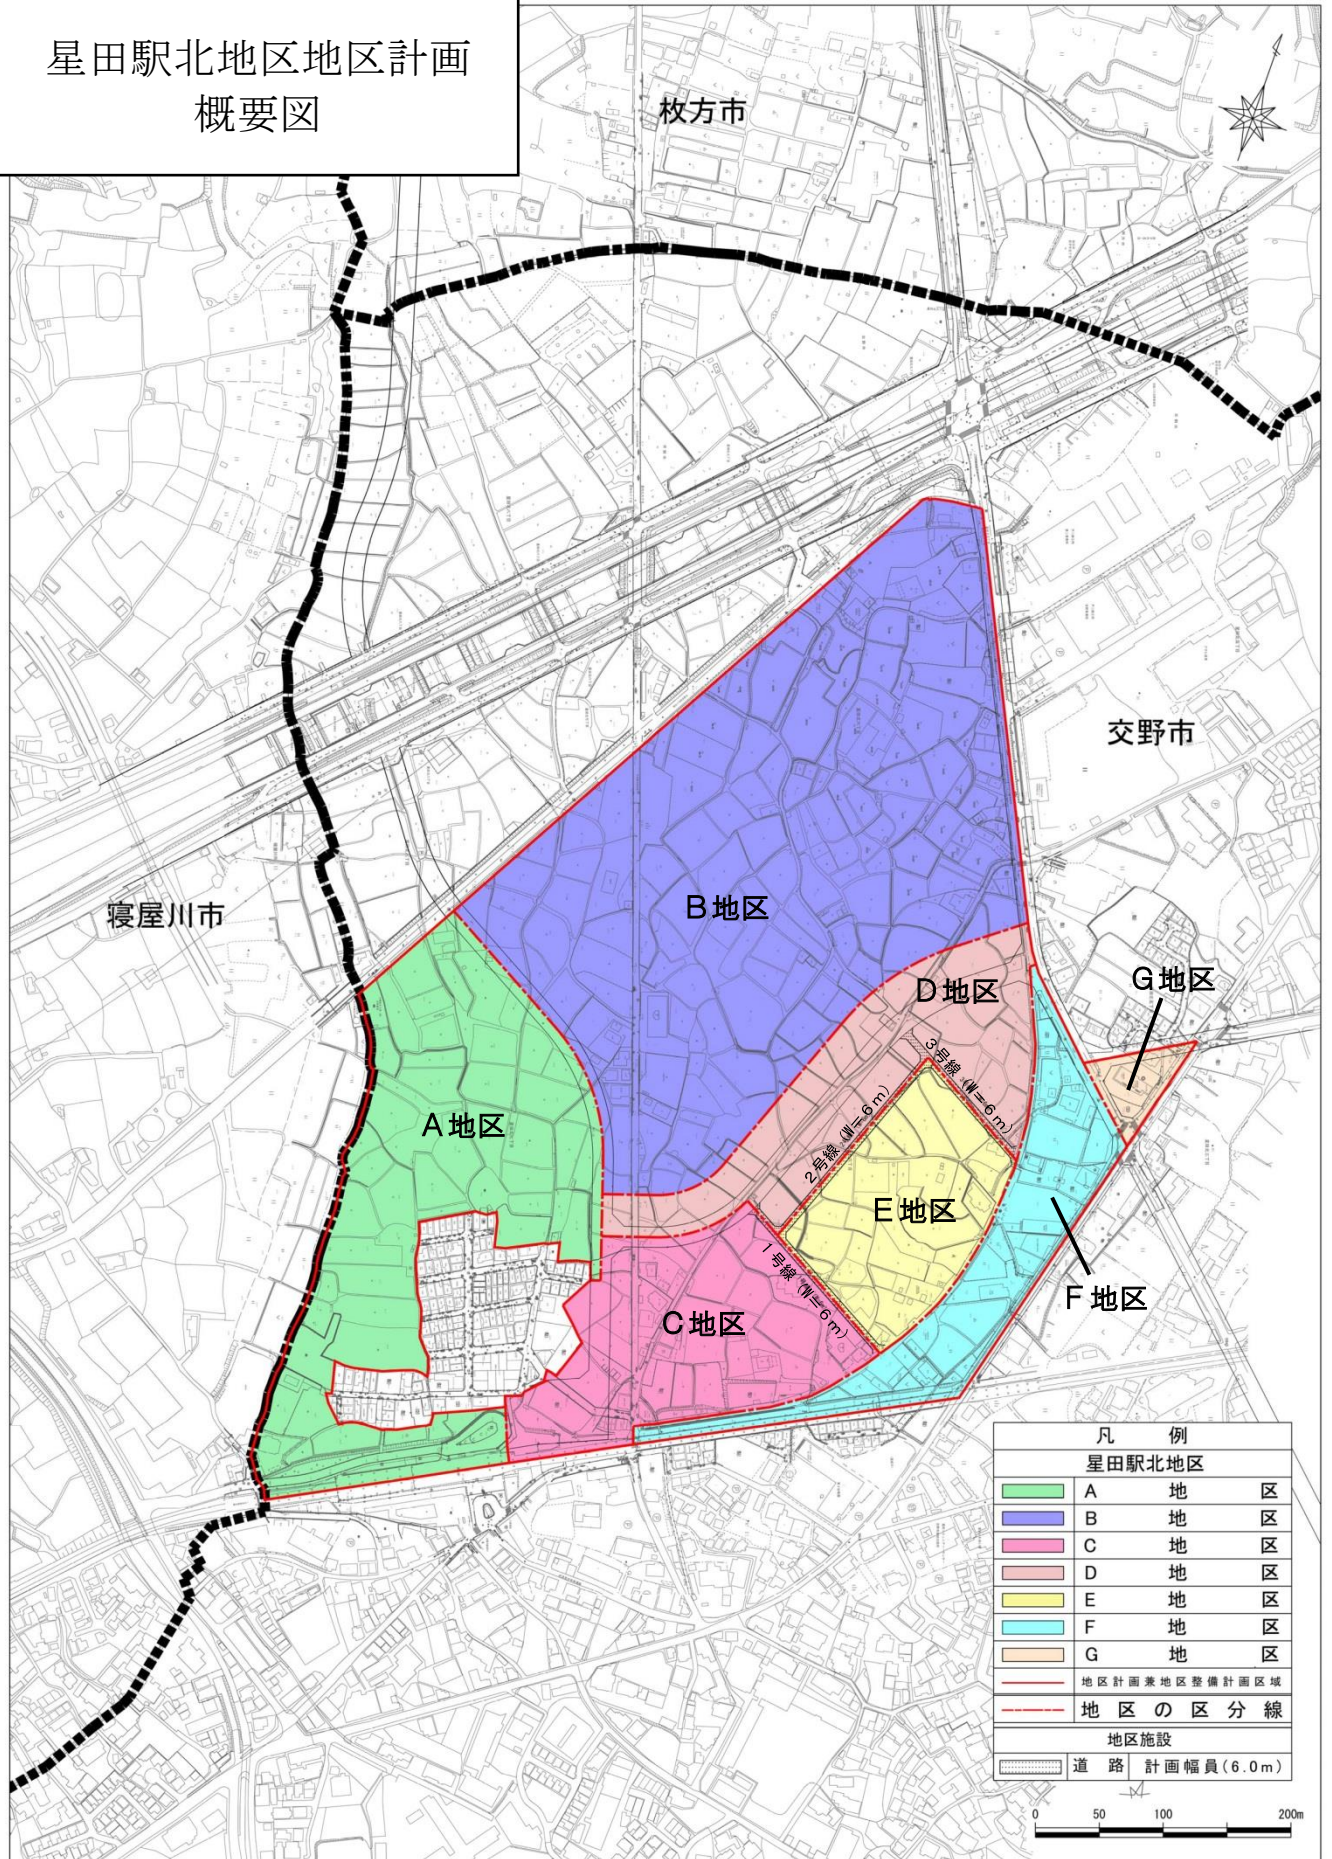 星田駅北地区地区計画
概要図
枚方市
交野市
寝屋川市
B地区
D地区
G地区
3号線 (W=6m)
2号線 (W=6m)
A地区
E地区
1号線 (W=6m)
F地区
C地区
凡 例
星田駅北地区
A 地 区
B 地 区
C 地 区
D 地 区
E 地 区
F 地 区
G 地 区
地区計画兼地区整備計画区域
地区の区分線
地区施設
道路 計画幅員(6.0m)
0 50 100 200m